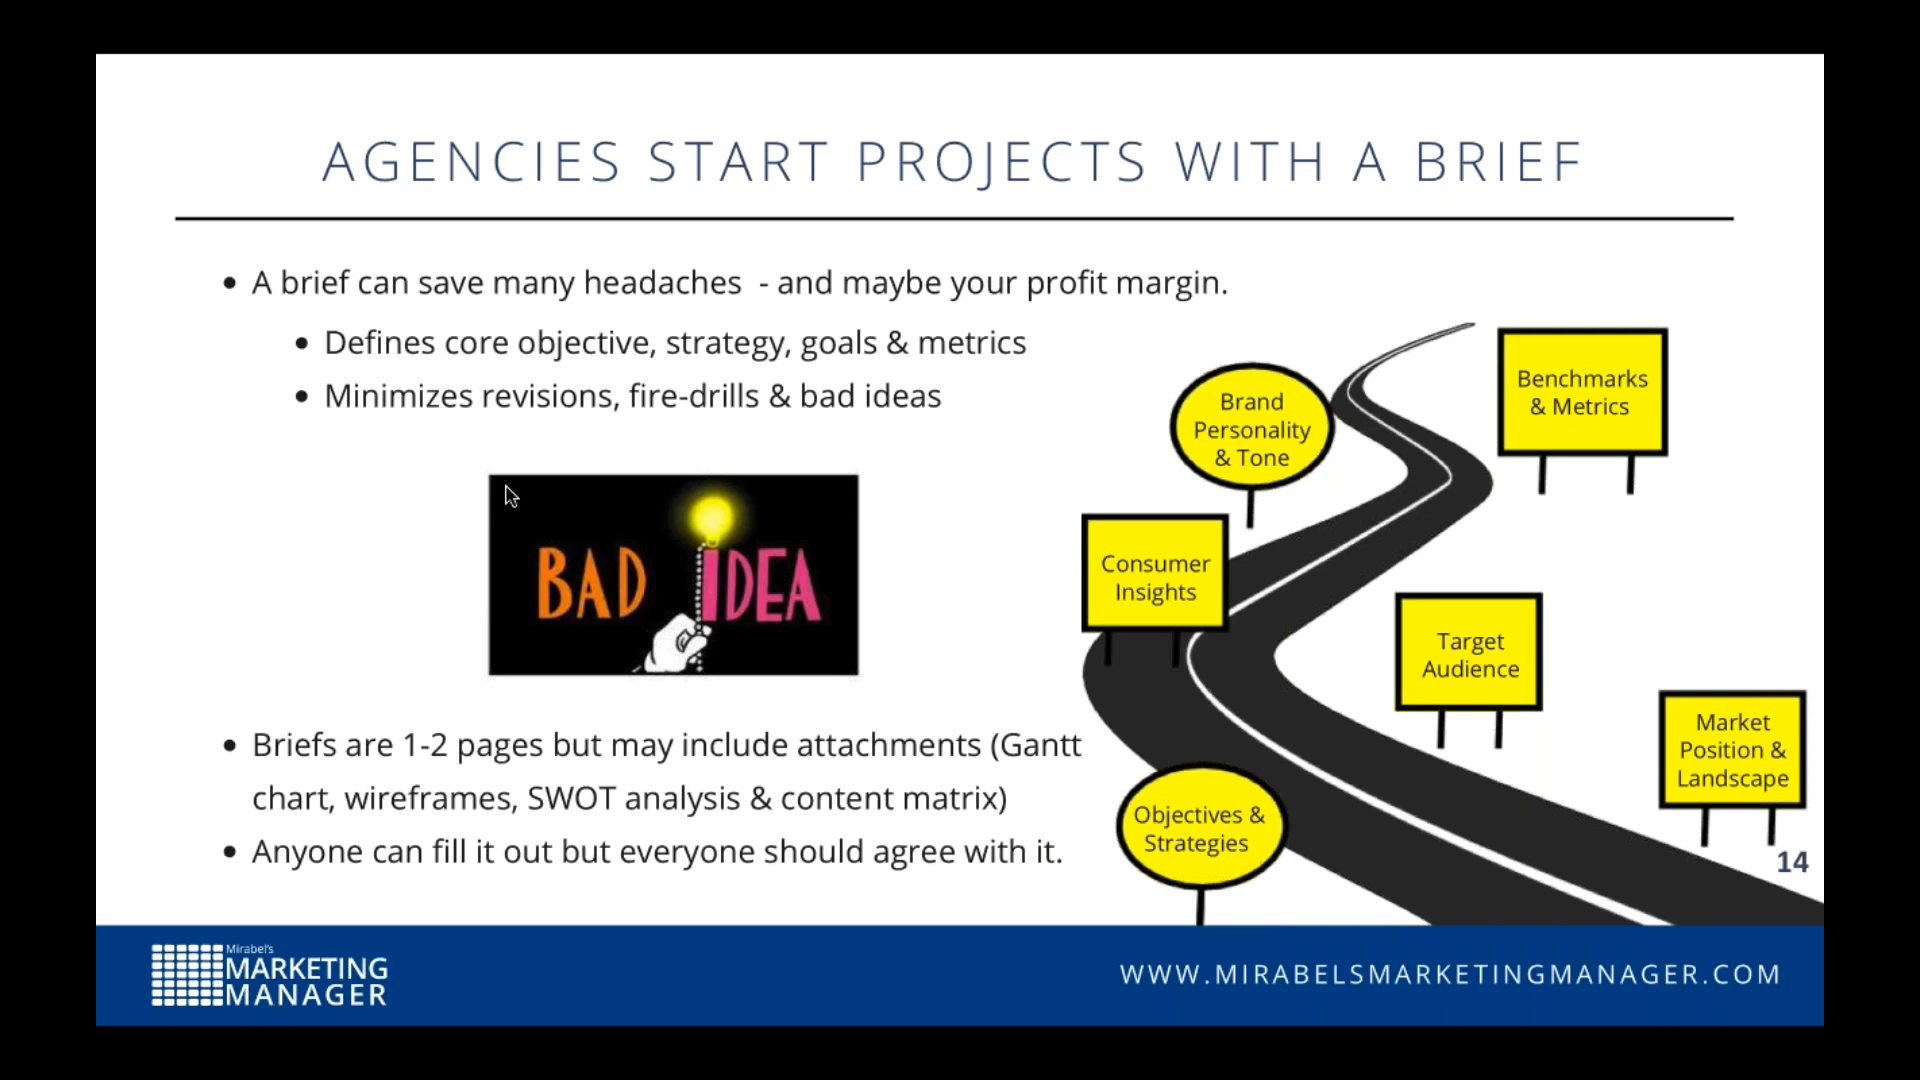 AGENCIES START PROJECTS WITH A BRIEF
• A brief can save many headaches  - and maybe your profit margin.
• Defines core objective, strategy, goals & metrics
• Minimizes revisions, fire-drills & bad ideas
BAD IDEA
• Briefs are 1-2 pages but may include attachments (Gantt
chart, wireframes, SWOT analysis & content matrix)
• Anyone can fill it out but everyone should agree with it.
Benchmarks
& Metrics
Brand
Personality
& Tone
Consumer
Insights
Target
Audience
Market
Position &
Landscape
Objectives &
Strategies
14
Mirabel's
MARKETING
MANAGER
WWW.MIRABELSMARKETINGMANAGER.COM